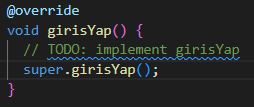 @override
void girisYap() {
// TODO: implement girisYap
super.girisYap();
}